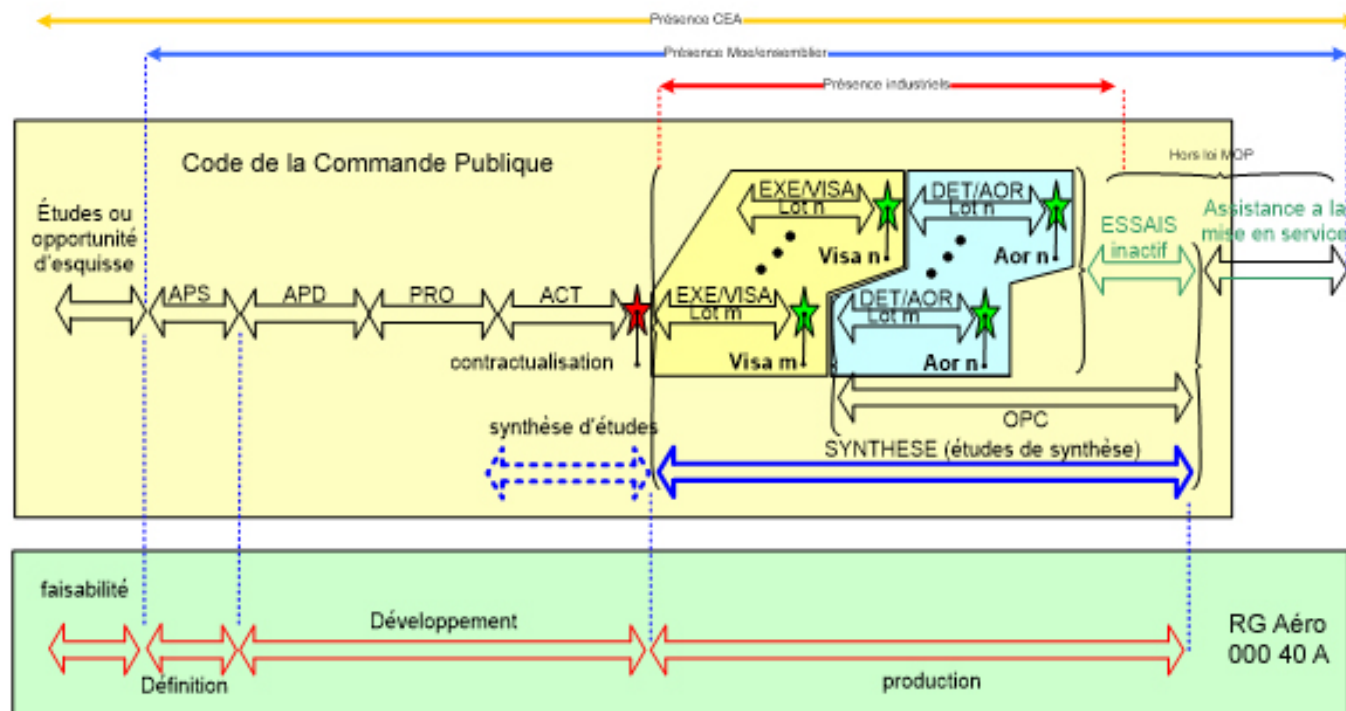 Présence CEA
Présence Moe/ensemblier
Présence industriels
Code de la Commande Publique
Hors loi MOP
Études ou
opportunité
d'esquisse
APS
APD
PRO
ACT
contractualisation
EXE/VISA
Lot n
Visa n
DET/AOR
Lot n
Aor n
EXE/VISA
Lot m
Visa m
DET/AOR
Lot m
Aor n
ESSAIS
inactif
Assistance a la
mise en service
OPC
synthèse d'études
SYNTHESE (études de synthèse)
faisabilité
Définition
Développement
production
RG Aéro
000 40 A